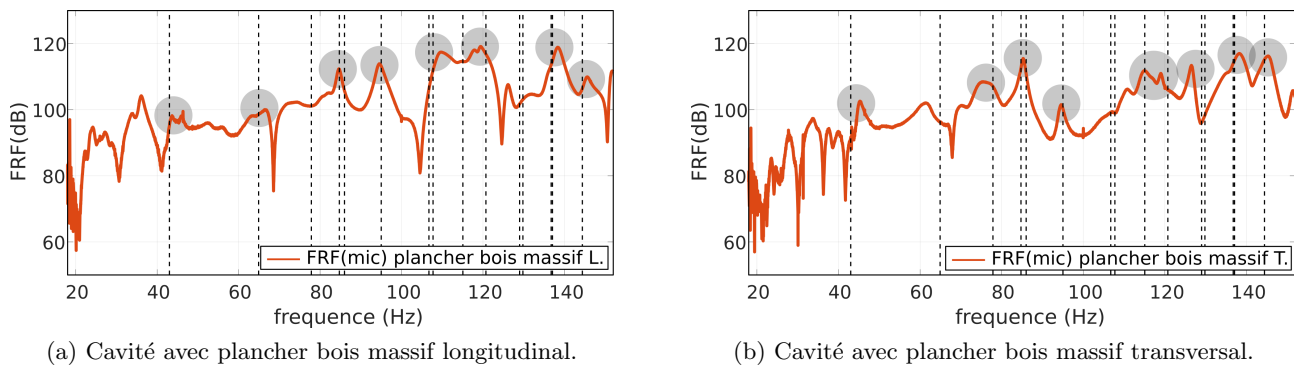 120
100
80
60
FRF(dB)
FRF(mic) plancher bois massif L.
20 40 60 80 100 120 140
frequence (Hz)
(a) Cavité avec plancher bois massif longitudinal.
120
100
80
60
FRF(dB)
FRF(mic) plancher bois massif T.
20 40 60 80 100 120 140
frequence (Hz)
(b) Cavité avec plancher bois massif transversal.